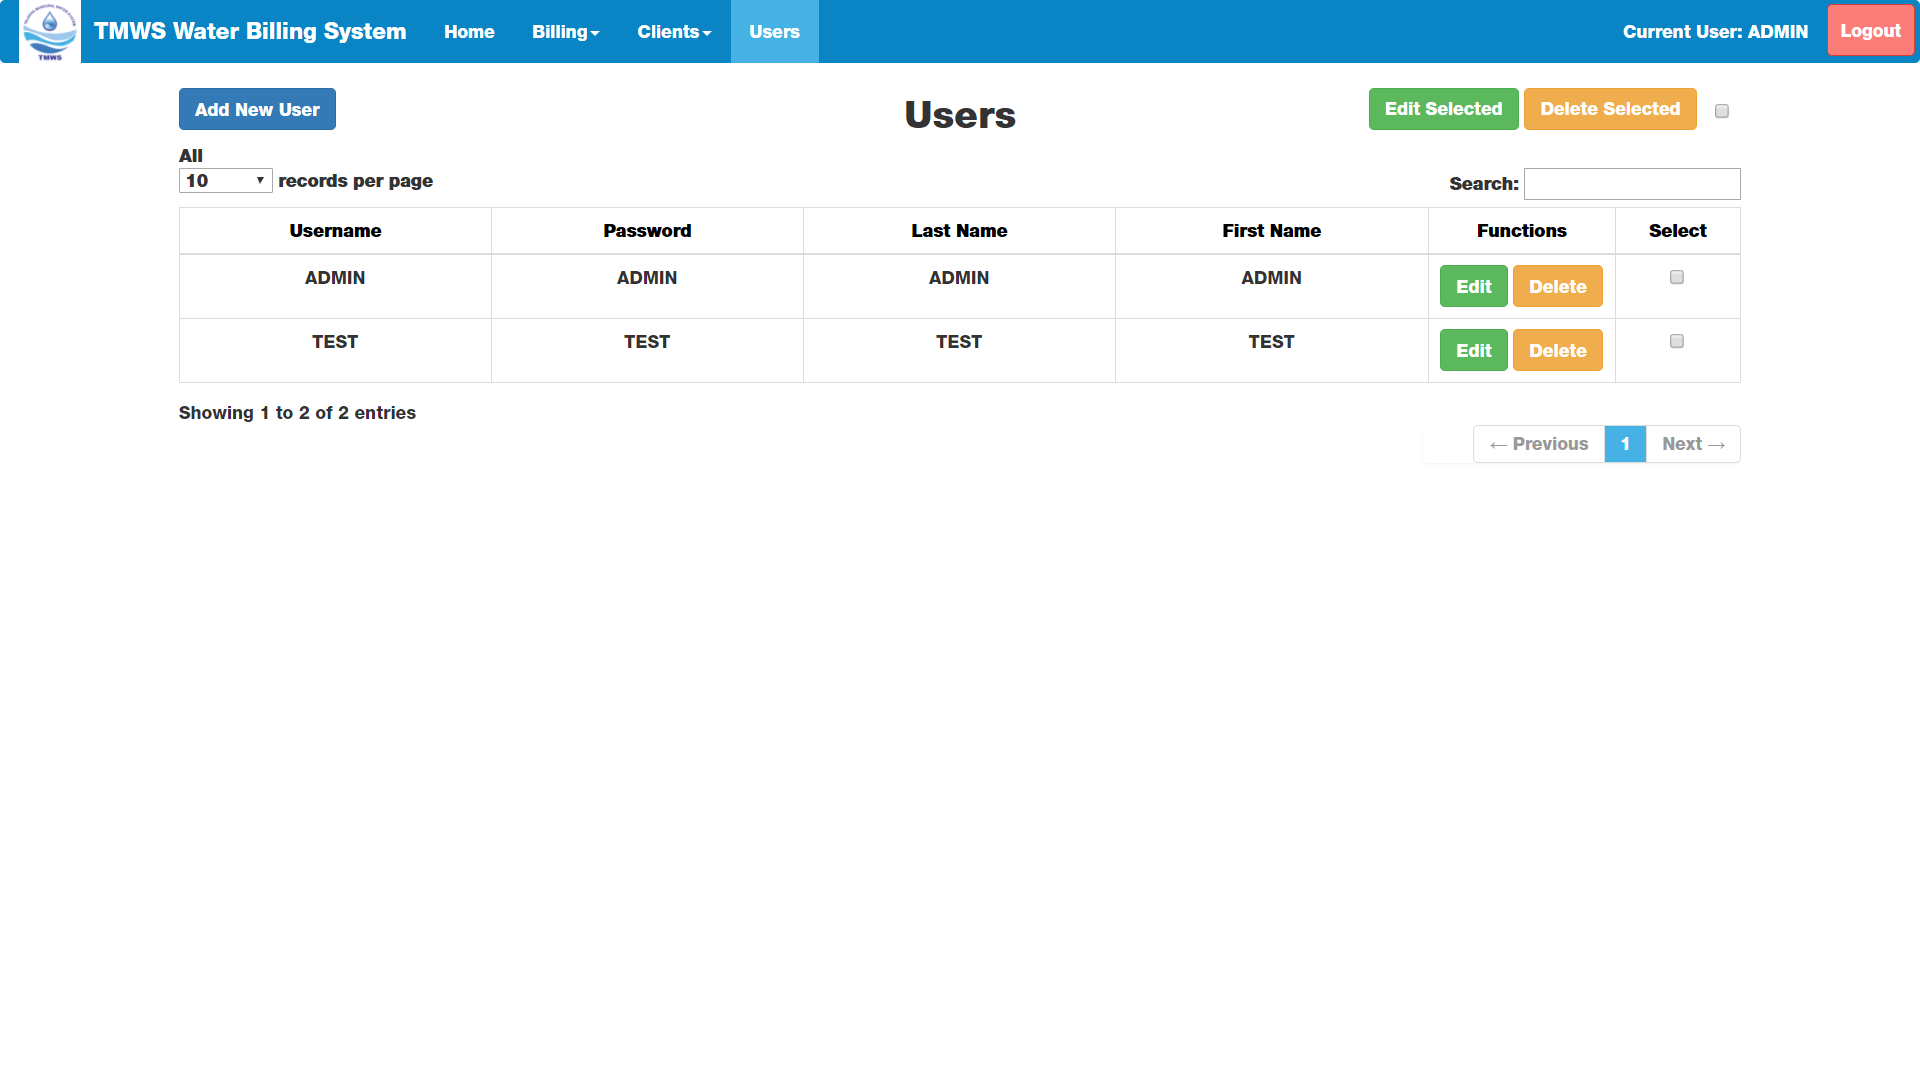 TMWS
TMWS Water Billing System
Home
Billing
Clients
Users
Current User: ADMIN
Logout
Add New User
Users
Edit Selected
Delete Selected
All
10 records per page
Search:
Username Password Last Name First Name Functions Select
ADMIN ADMIN ADMIN ADMIN Edit Delete
TEST TEST TEST TEST Edit Delete
Showing 1 to 2 of 2 entries
← Previous 1 Next →